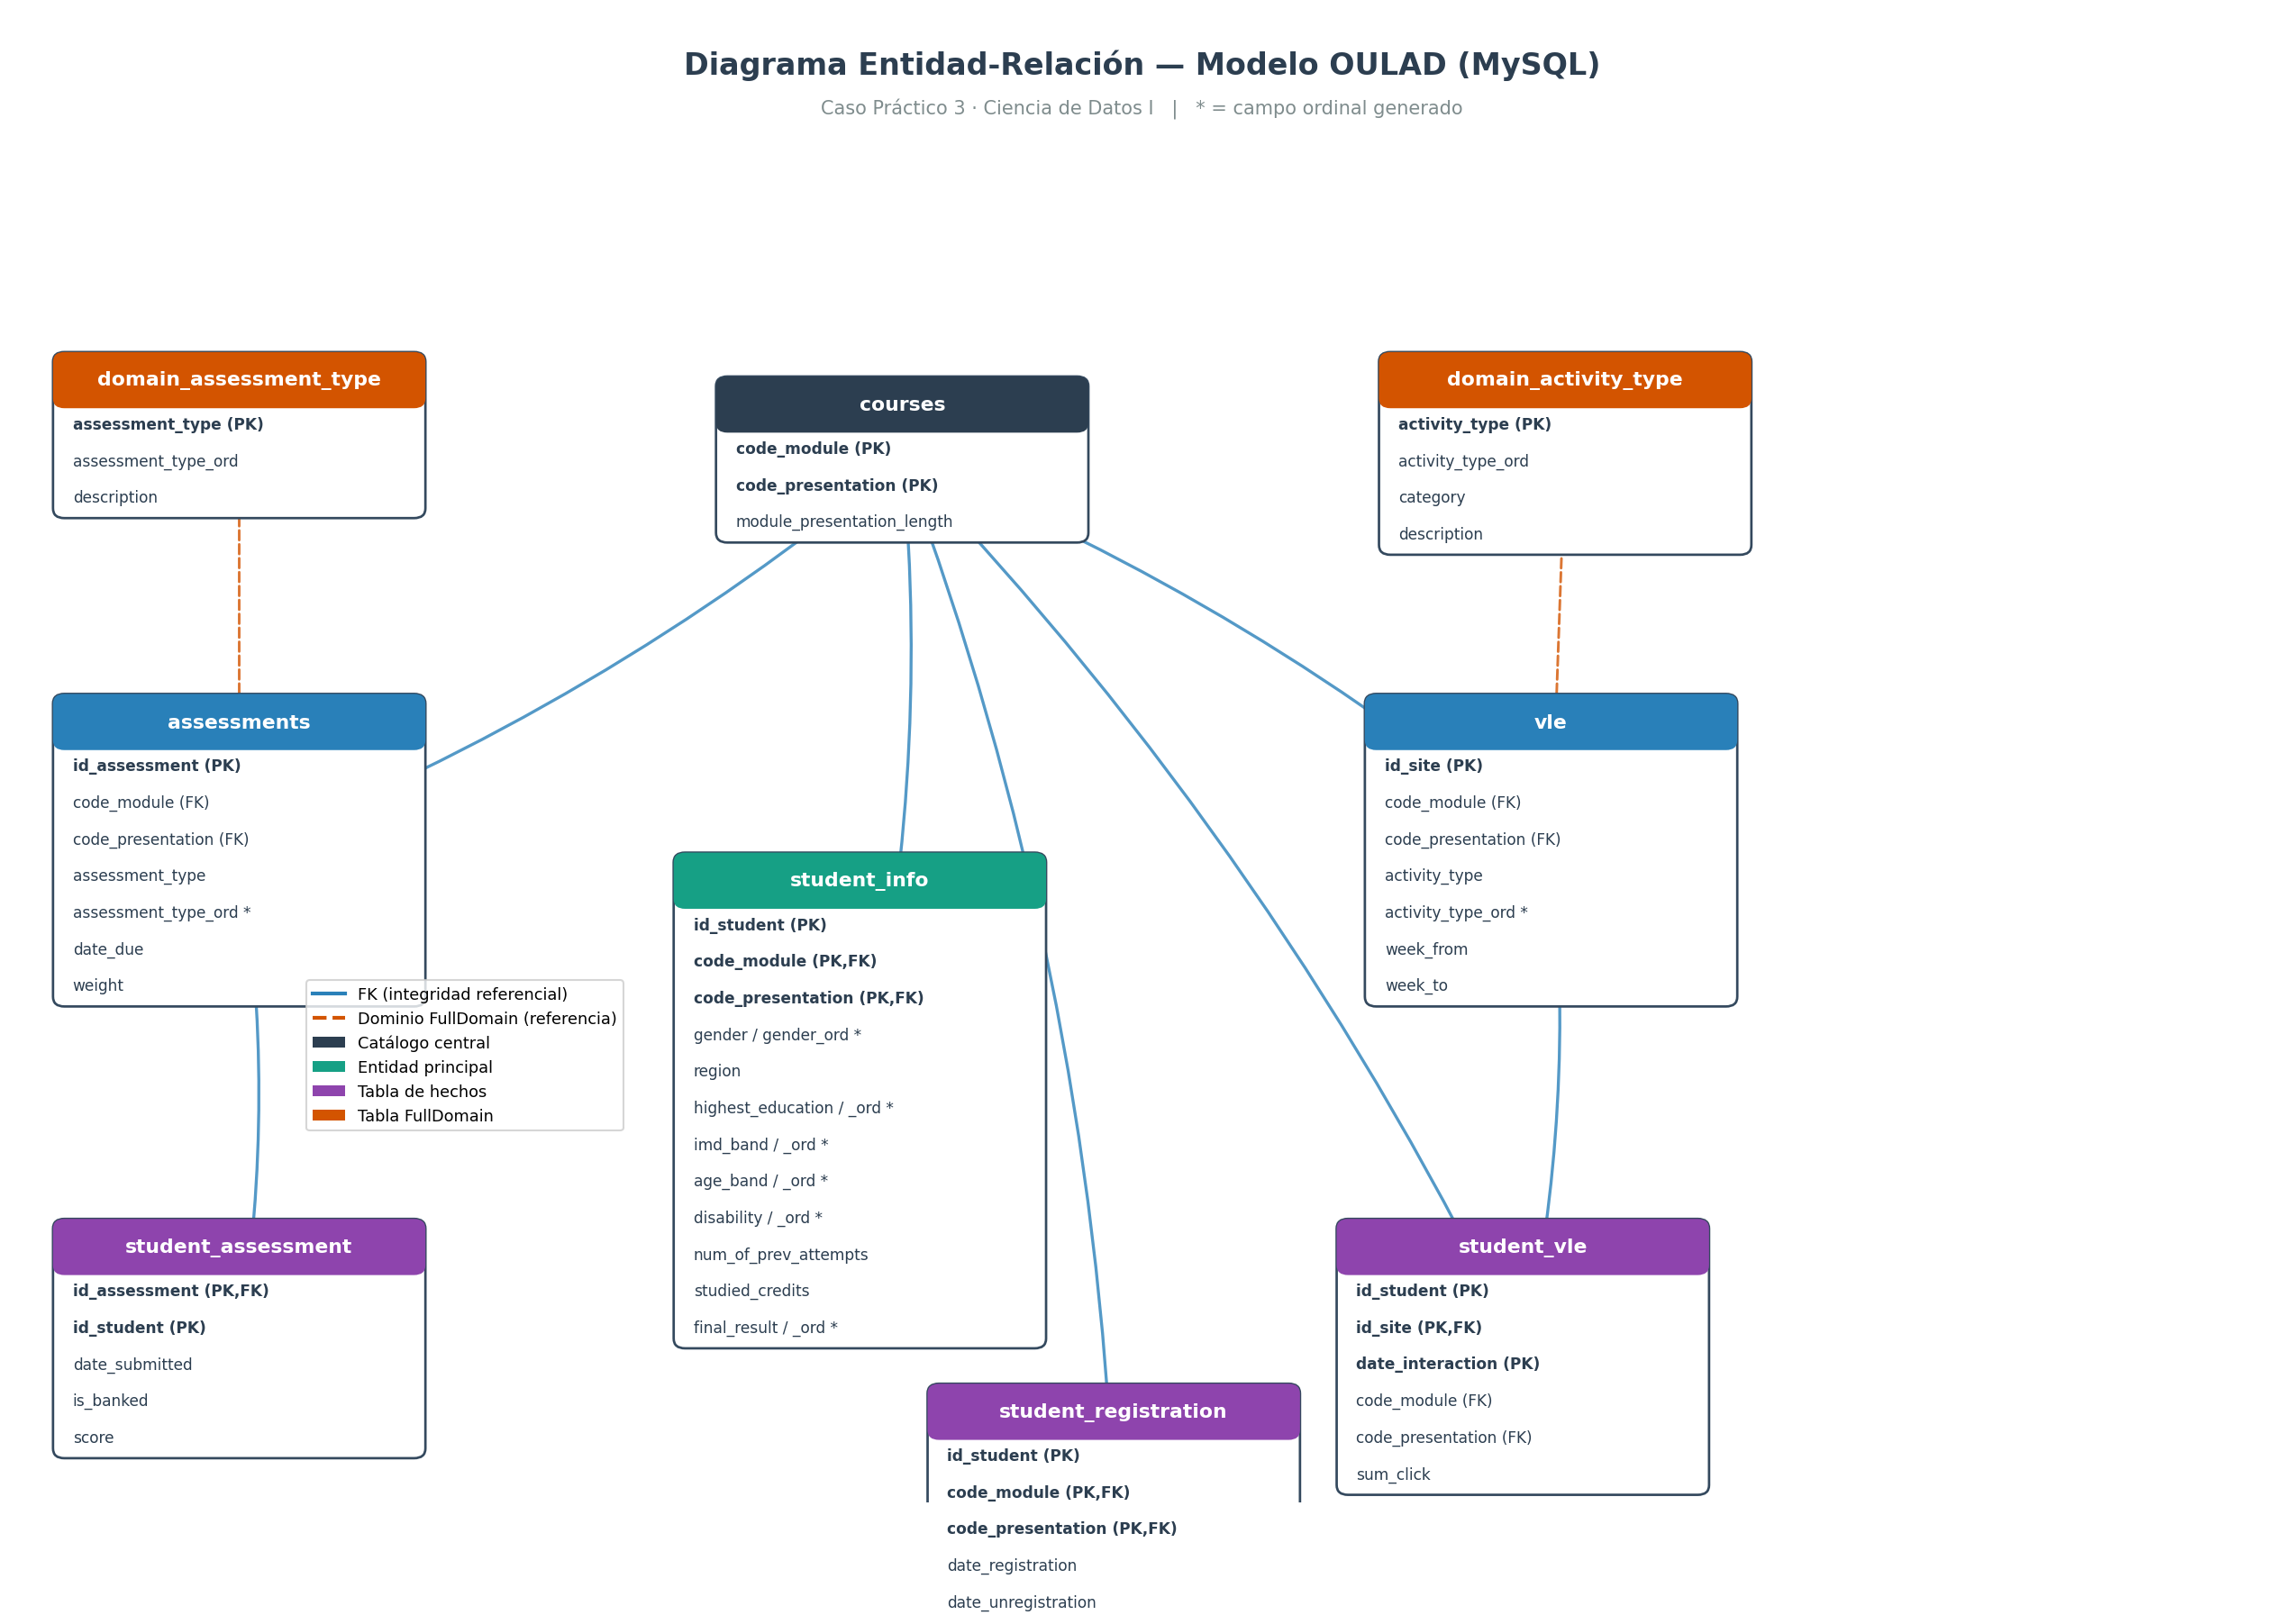 Diagrama Entidad-Relación — Modelo OULAD (MySQL)
Caso Práctico 3 · Ciencia de Datos I | * = campo ordinal generado
domain_assessment_type
assessment_type (PK)
assessment_type_ord
description
courses
code_module (PK)
code_presentation (PK)
module_presentation_length
domain_activity_type
activity_type (PK)
activity_type_ord
category
description
assessments
id_assessment (PK)
code_module (FK)
code_presentation (FK)
assessment_type
assessment_type_ord *
date_due
weight
vle
id_site (PK)
code_module (FK)
code_presentation (FK)
activity_type
activity_type_ord *
week_from
week_to
student_info
id_student (PK)
code_module (PK,FK)
code_presentation (PK,FK)
gender / gender_ord *
region
highest_education / _ord *
imd_band / _ord *
age_band / _ord *
disability / _ord *
num_of_prev_attempts
studied_credits
final_result / _ord *
FK (integridad referencial)
Dominio FullDomain (referencia)
Catálogo central
Entidad principal
Tabla de hechos
Tabla FullDomain
student_assessment
id_assessment (PK,FK)
id_student (PK)
date_submitted
is_banked
score
student_vle
id_student (PK)
id_site (PK,FK)
date_interaction (PK)
code_module (FK)
code_presentation (FK)
sum_click
student_registration
id_student (PK)
code_module (PK,FK)
code_presentation (PK,FK)
date_registration
date_unregistration